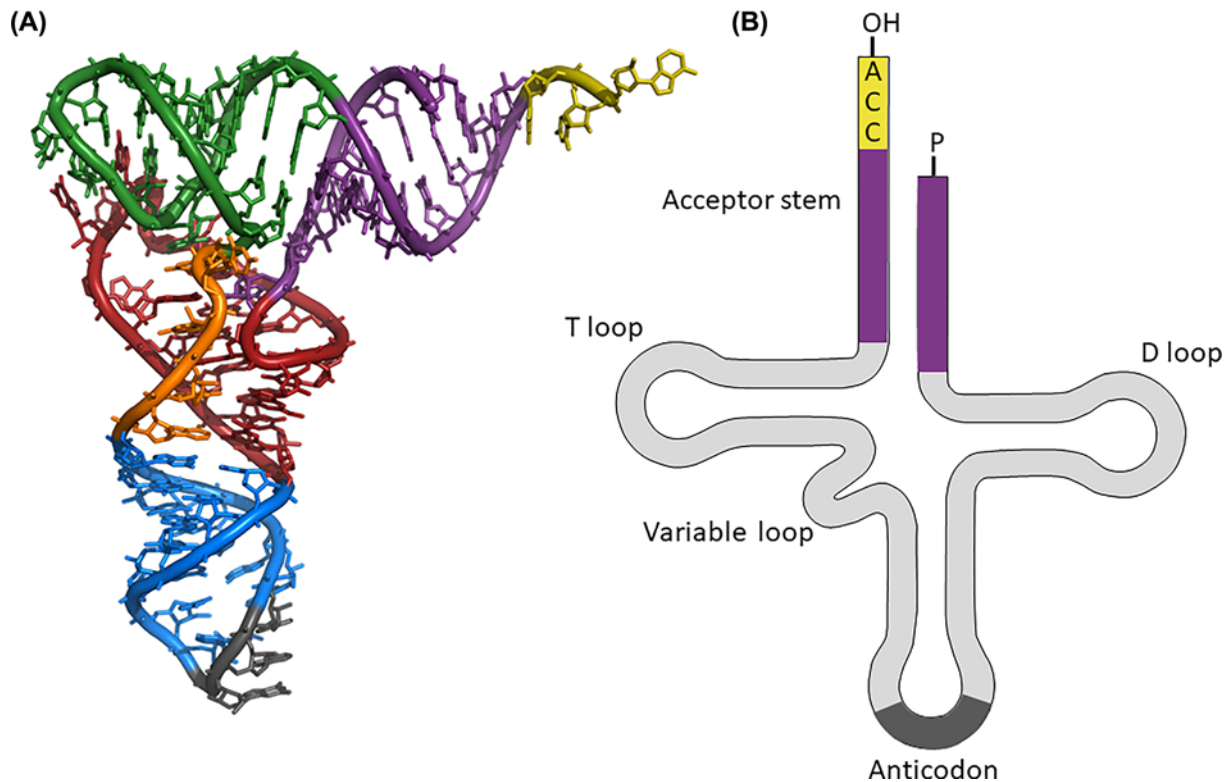 (A)
(B)
OH
A
C
C
P
Acceptor stem
T loop
D loop
Variable loop
Anticodon